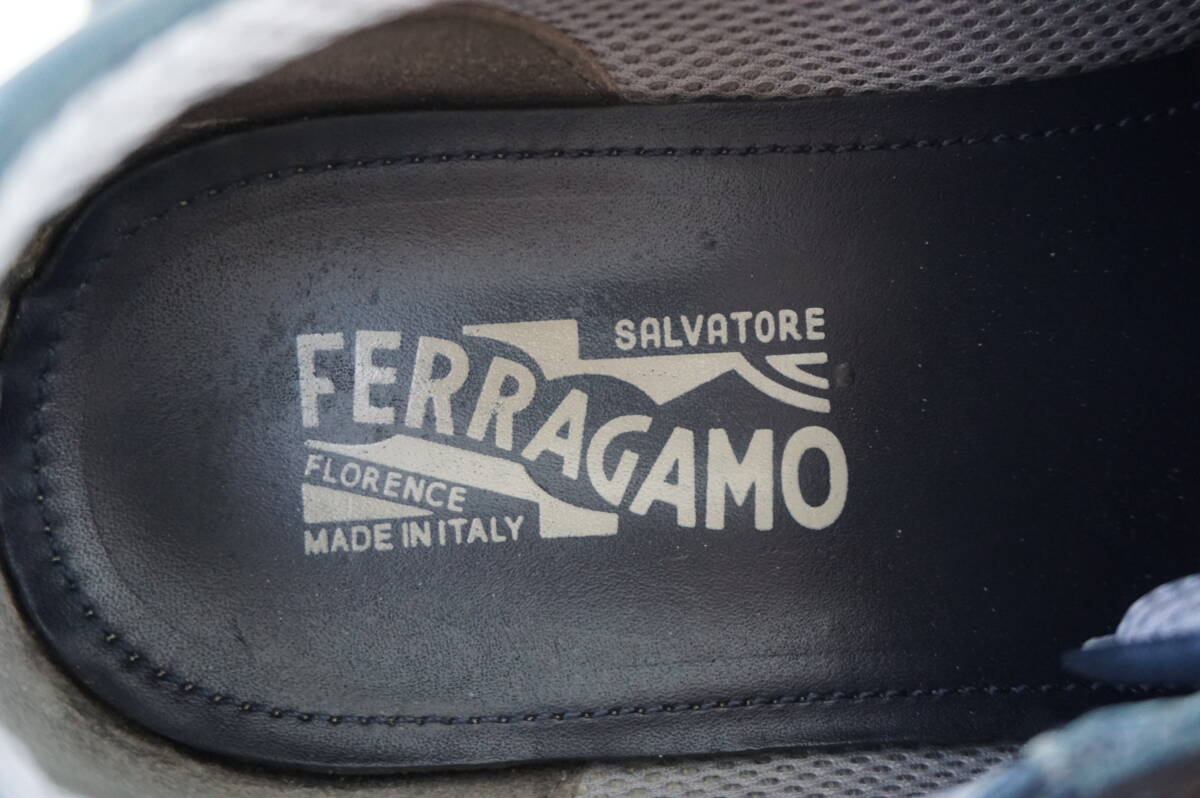 SALVATORE
FERRAGAMO
FLORENCE
MADE IN ITALY